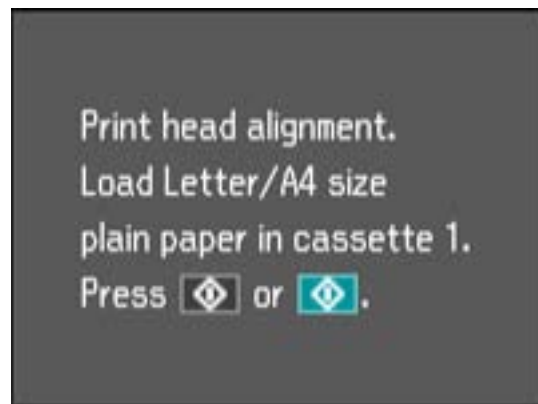 Print head alignment.
Load Letter/A4 size
plain paper in cassette 1.
Press or .